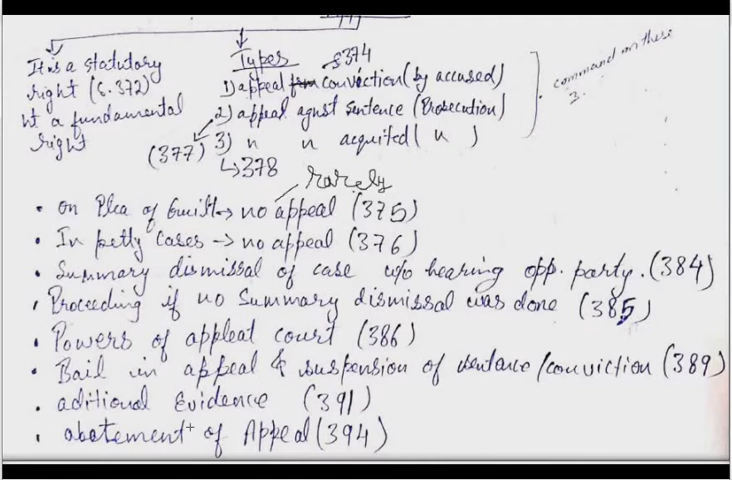 It is a statutory
right (S.372)
nt a fundamental
right
Types
S374
1) appeal from conviction (by accused)
2) appeal agnst sentence (Prosecution)
(377) 3) " " acquited ( " )
↳378
command on these
3.
rarely
• On Plea of Guilt → no appeal (375)
• In petty Cases → no appeal (376)
• Summary dismissal of case w/o hearing opp. party. (384)
• Proceeding if no Summary dismissal was done (385)
• Powers of appleat court (386)
• Bail in appeal & suspension of sentance/conviction (389)
• aditional Evidence (391)
• abatement of Appeal (394)